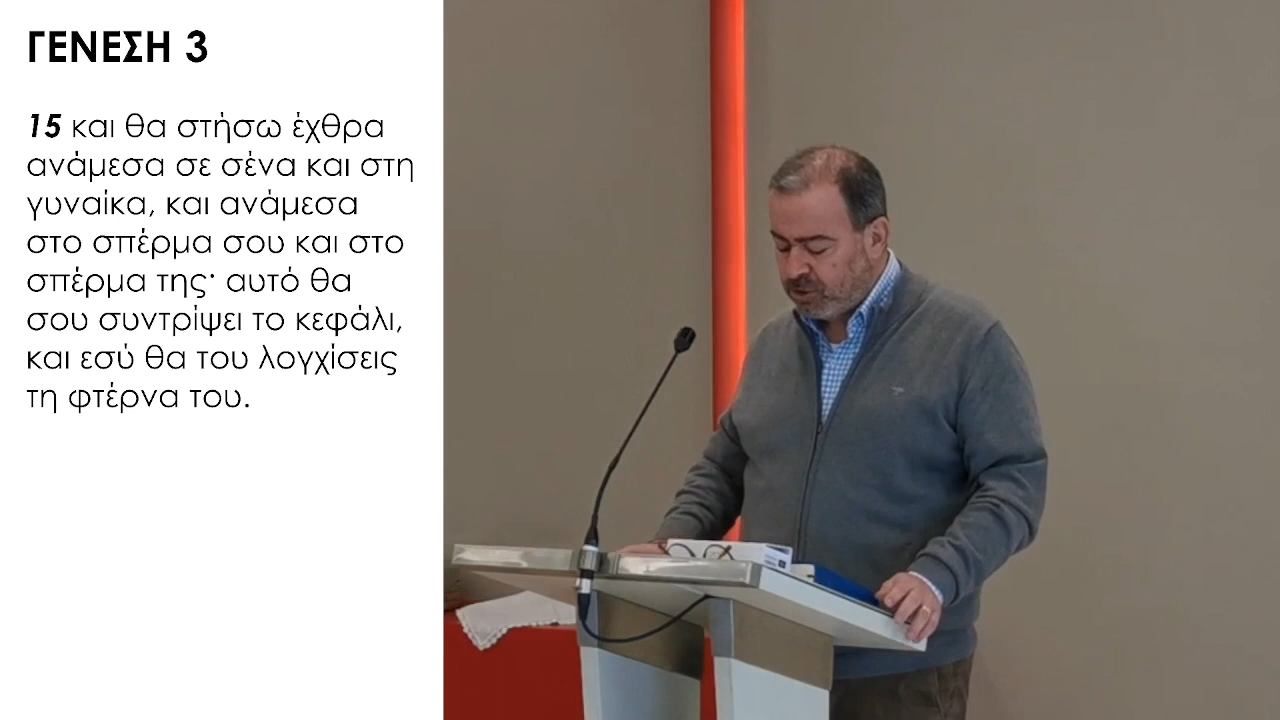 ΓΕΝΕΣΗ 3
15 και θα στήσω έχθρα
ανάμεσα σε σένα και στη
γυναίκα, και ανάμεσα
στο σπέρμα σου και στο
σπέρμα της· αυτό θα
σου συντρίψει το κεφάλι,
και εσύ θα του λογχίσεις
τη φτέρνα του.